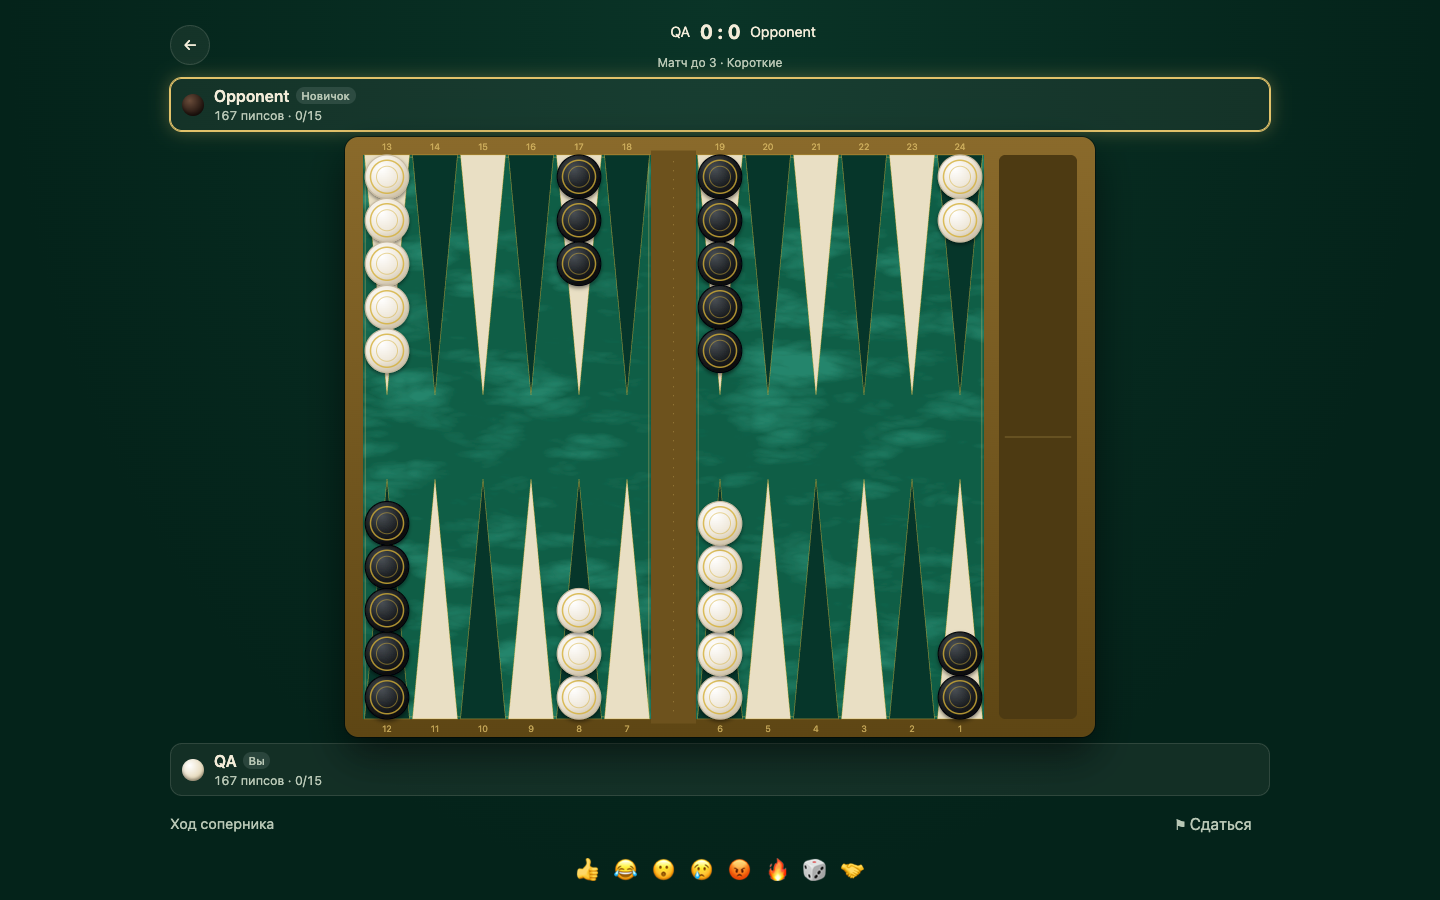 QA 0 : 0 Opponent
Матч до 3 · Короткие
Opponent Новичок
167 пипсов · 0/15
13 14 15 16 17 18 19 20 21 22 23 24
12 11 10 9 8 7 6 5 4 3 2 1
QA Вы
167 пипсов · 0/15
Ход соперника
⚑ Сдаться